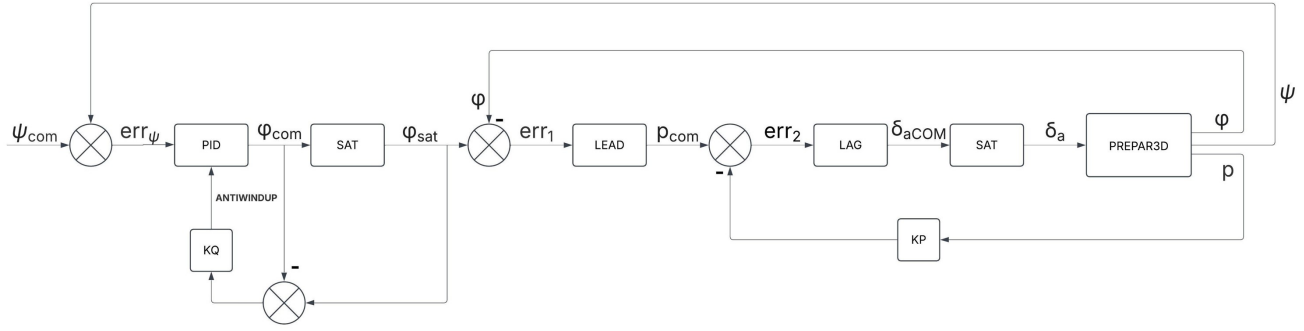 φ
-
ψ
ψcom
errψ
PID
φcom
SAT
φsat
err1
LEAD
pcom
err2
LAG
δaCOM
SAT
δa
PREPAR3D
φ
p
-
ANTIWINDUP
KQ
KP
-